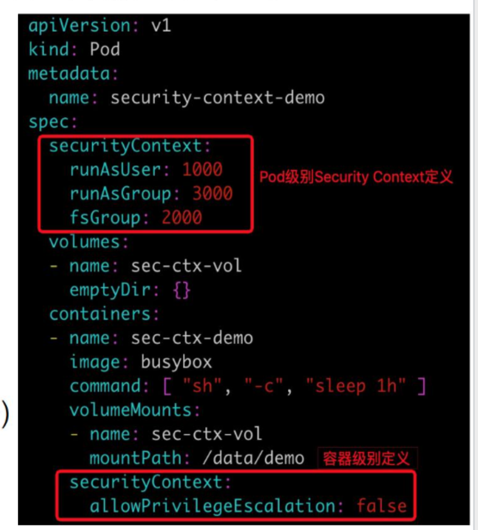 apiVersion: v1
kind: Pod
metadata:
  name: security-context-demo
spec:
  securityContext:
    runAsUser: 1000
    runAsGroup: 3000
    fsGroup: 2000
Pod级别Security Context定义
  volumes:
  - name: sec-ctx-vol
    emptyDir: {}
  containers:
  - name: sec-ctx-demo
    image: busybox
    command: [ "sh", "-c", "sleep 1h" ]
)
    volumeMounts:
    - name: sec-ctx-vol
      mountPath: /data/demo 容器级别定义
    securityContext:
      allowPrivilegeEscalation: false